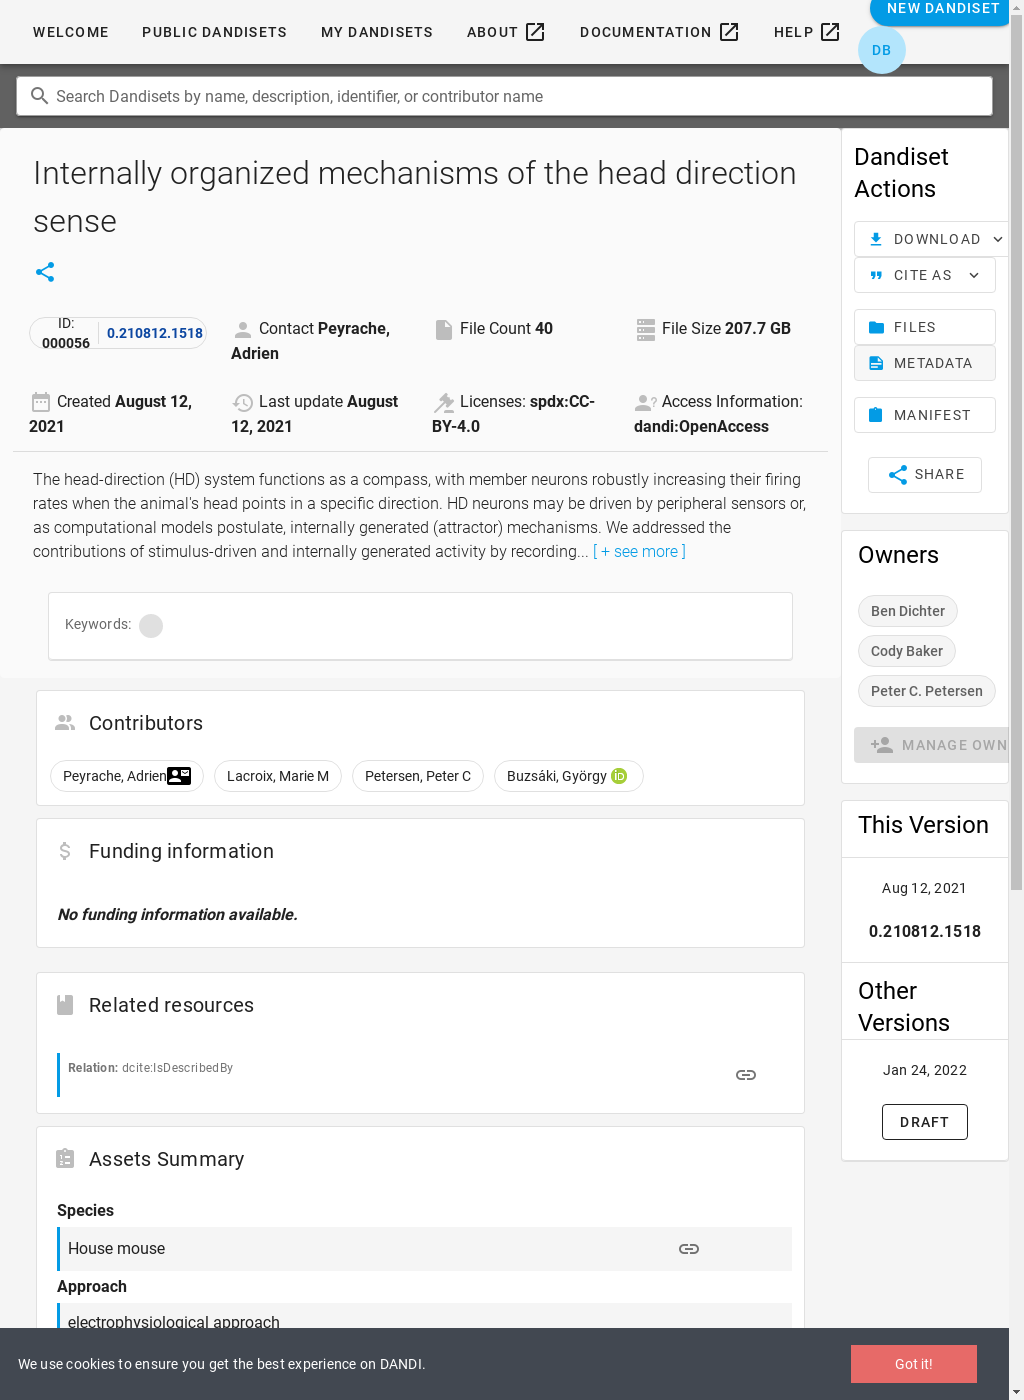 WELCOME PUBLIC DANDISETS MY DANDISETS ABOUT DOCUMENTATION HELP NEW DANDISET
DB
Search Dandisets by name, description, identifier, or contributor name
Internally organized mechanisms of the head direction
sense
ID:
000056
0.210812.1518
Contact Peyrache,
Adrien
File Count 40
File Size 207.7 GB
Created August 12,
2021
Last update August
12, 2021
Licenses: spdx:CC-
BY-4.0
Access Information:
dandi:OpenAccess
The head-direction (HD) system functions as a compass, with member neurons robustly increasing their firing
rates when the animal's head points in a specific direction. HD neurons may be driven by peripheral sensors or,
as computational models postulate, internally generated (attractor) mechanisms. We addressed the
contributions of stimulus-driven and internally generated activity by recording... [ + see more ]
Keywords:
Contributors
Peyrache, Adrien
Lacroix, Marie M
Petersen, Peter C
Buzsáki, György iD
Funding information
No funding information available.
Related resources
Relation: dcite:IsDescribedBy
Assets Summary
Species
House mouse
Approach
electrophysiological approach
Dandiset
Actions
DOWNLOAD
CITE AS
FILES
METADATA
MANIFEST
SHARE
Owners
Ben Dichter
Cody Baker
Peter C. Petersen
MANAGE OWN
This Version
Aug 12, 2021
0.210812.1518
Other
Versions
Jan 24, 2022
DRAFT
We use cookies to ensure you get the best experience on DANDI.
Got it!